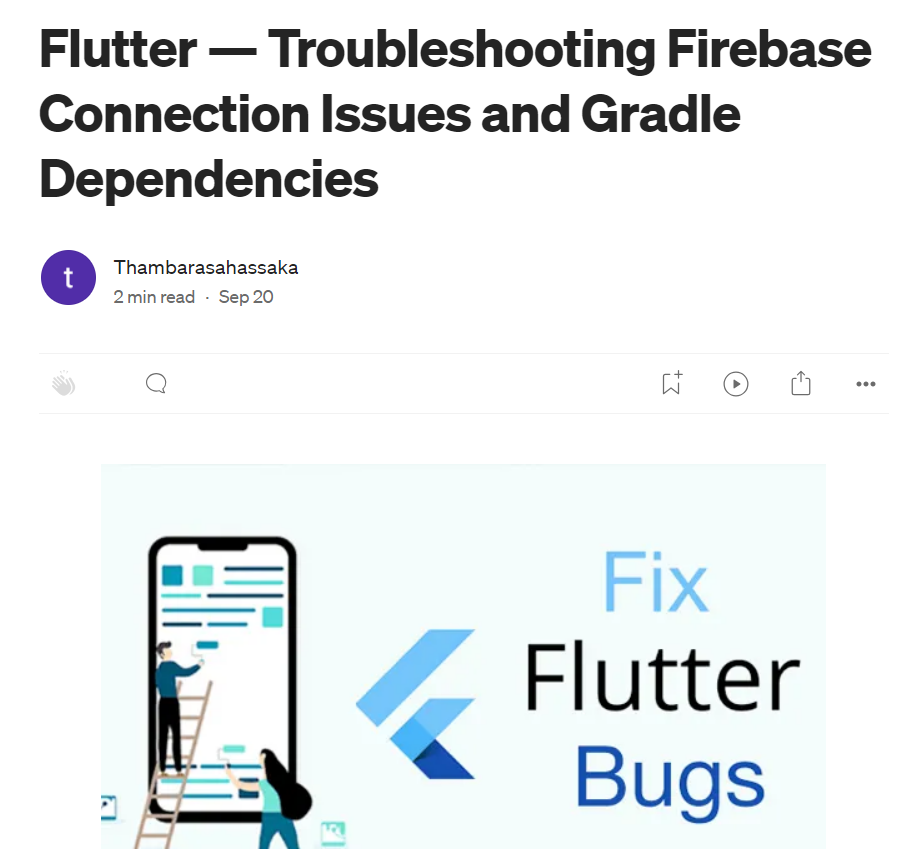 Flutter — Troubleshooting Firebase
Connection Issues and Gradle
Dependencies
t
Thambarasahassaka
2 min read · Sep 20
Fix
Flutter
Bugs